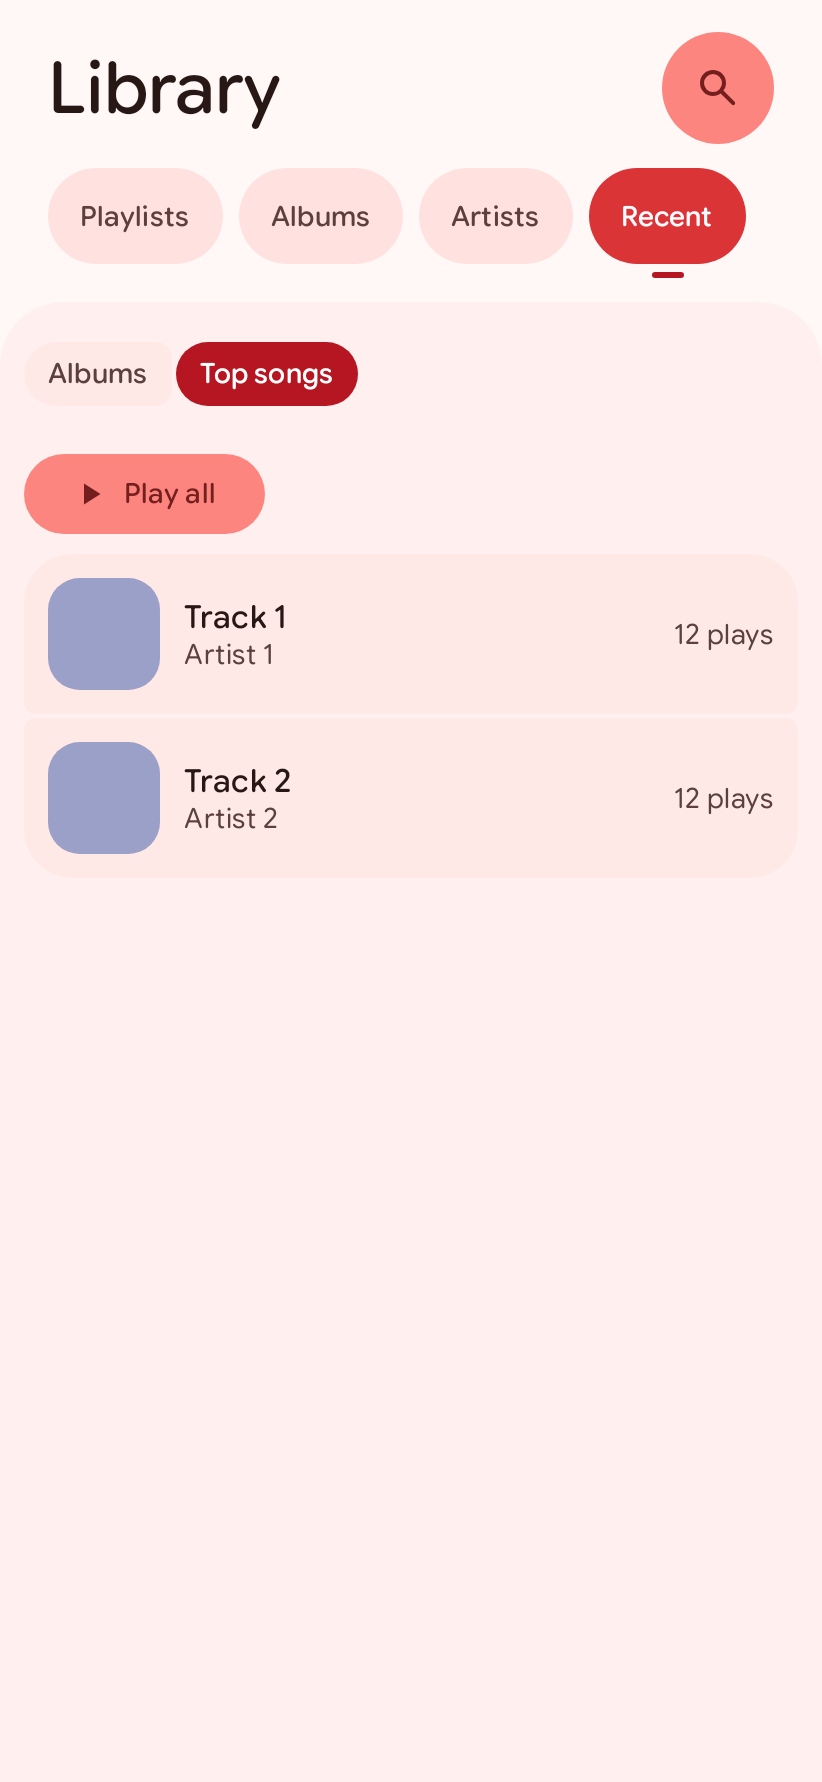 Library
Playlists
Albums
Artists
Recent
Albums
Top songs
Play all
Track 1
Artist 1
12 plays
Track 2
Artist 2
12 plays